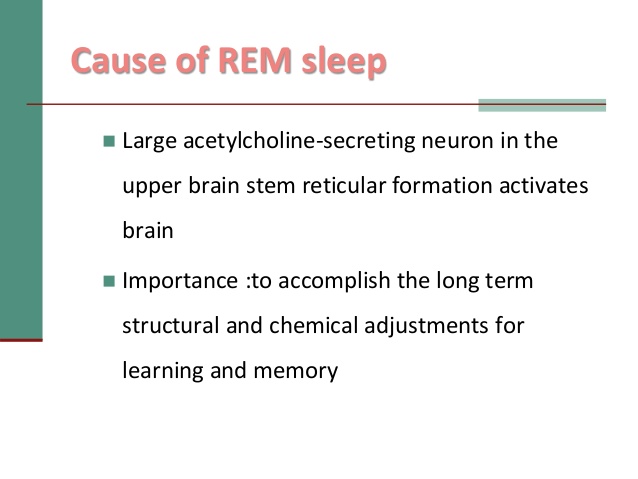 Cause of REM sleep
Large acetylcholine-secreting neuron in the
upper brain stem reticular formation activates
brain
Importance :to accomplish the long term
structural and chemical adjustments for
learning and memory